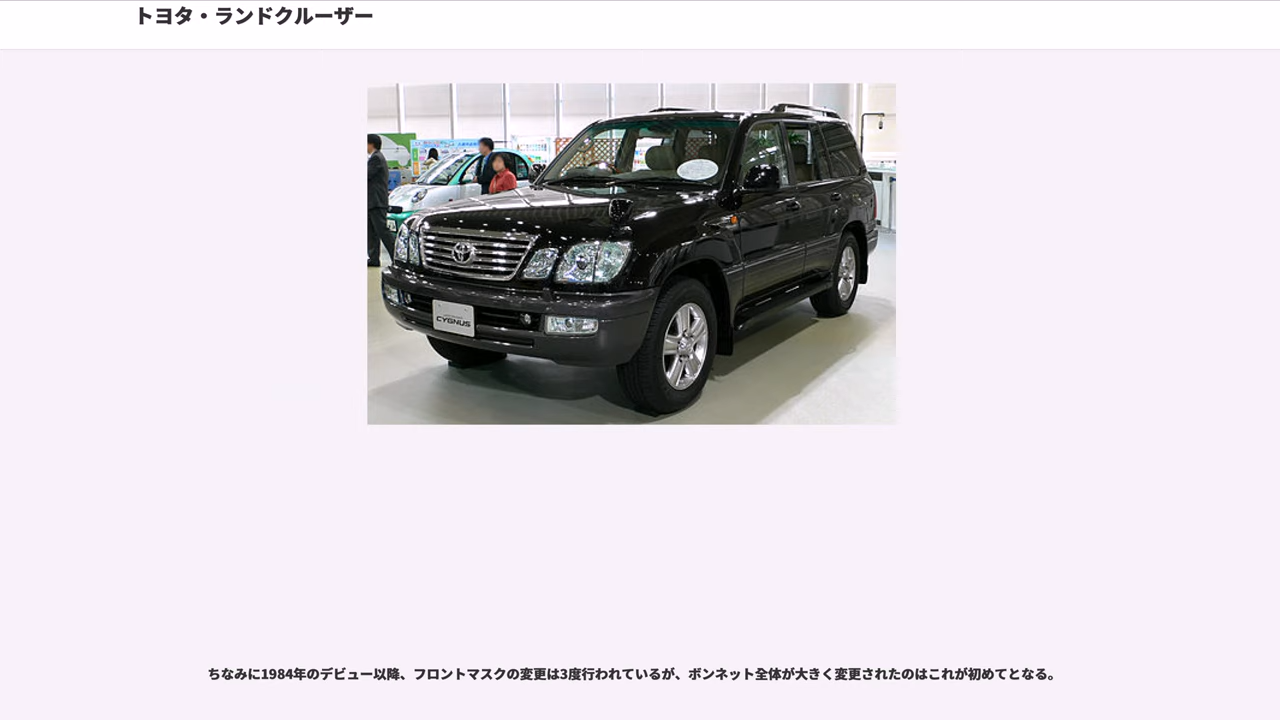 トヨタ・ランドクルーザー
CYGNUS
ちなみに1984年のデビュー以降、フロントマスクの変更は3度行われているが、ボンネット全体が大きく変更されたのはこれが初めてとなる。